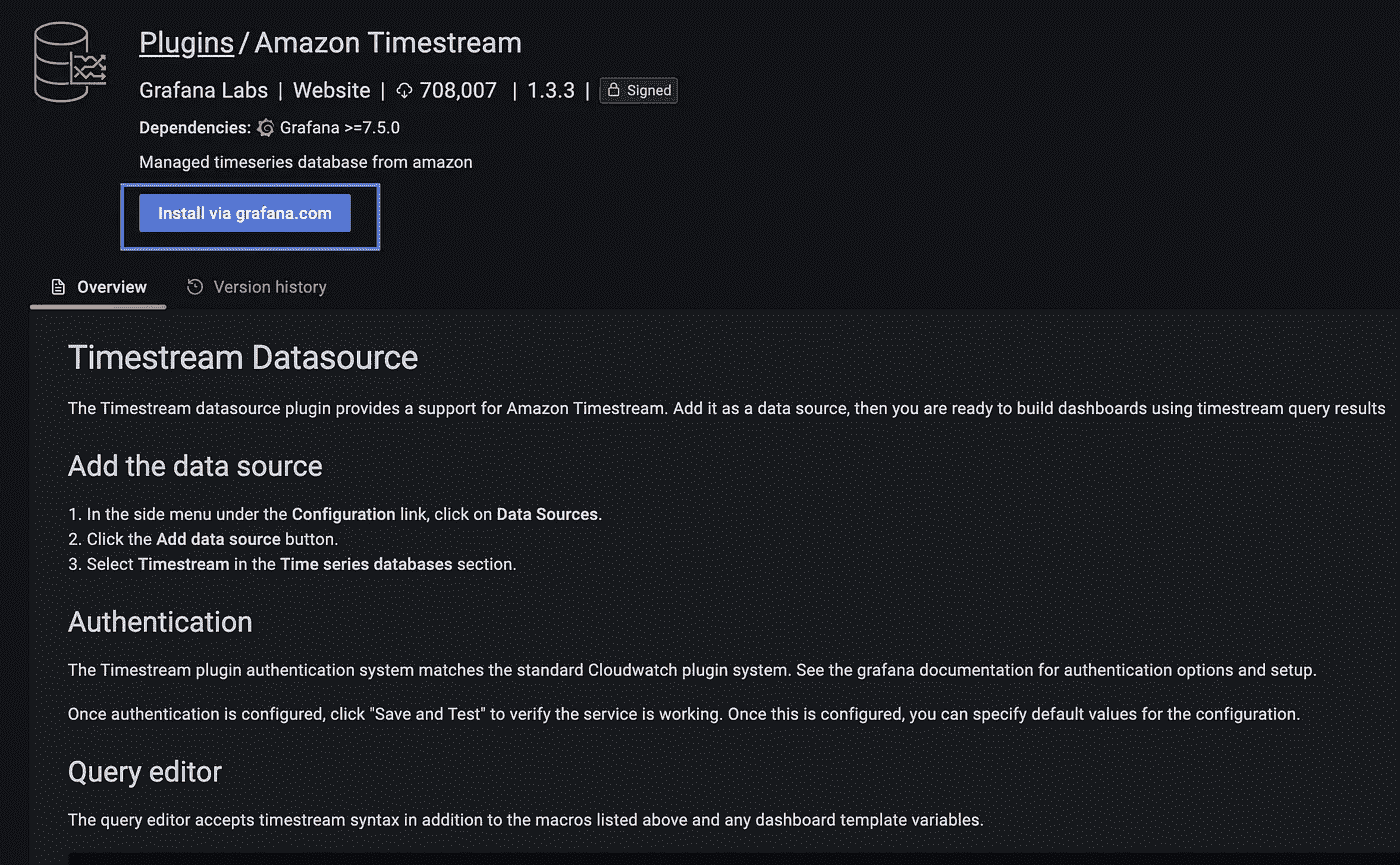 Plugins / Amazon Timestream
Grafana Labs | Website | 708,007 | 1.3.3 | Signed
Dependencies: Grafana >=7.5.0
Managed timeseries database from amazon
Install via grafana.com
Overview Version history
Timestream Datasource
The Timestream datasource plugin provides a support for Amazon Timestream. Add it as a data source, then you are ready to build dashboards using timestream query results
Add the data source
1. In the side menu under the Configuration link, click on Data Sources.
2. Click the Add data source button.
3. Select Timestream in the Time series databases section.
Authentication
The Timestream plugin authentication system matches the standard Cloudwatch plugin system. See the grafana documentation for authentication options and setup.
Once authentication is configured, click "Save and Test" to verify the service is working. Once this is configured, you can specify default values for the configuration.
Query editor
The query editor accepts timestream syntax in addition to the macros listed above and any dashboard template variables.